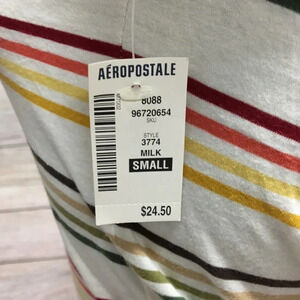 AÉROPOSTALE
8088
96720654
SKU
STYLE
3774
MILK
SMALL
$24.50